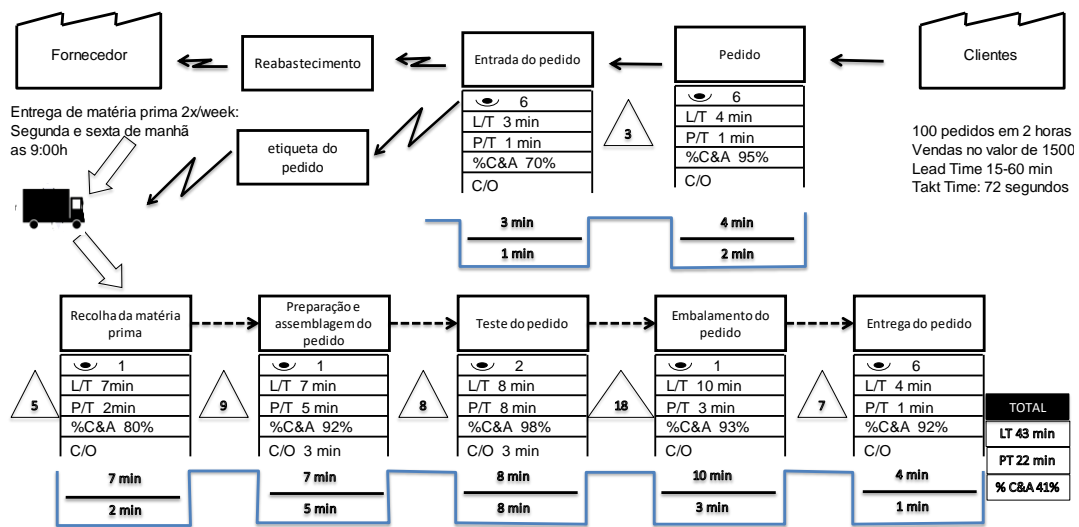 Fornecedor
Reabastecimento
Entrada do pedido
Pedido
Clientes
Entrega de matéria prima 2x/week:
Segunda e sexta de manhã
as 9:00h
etiqueta do
pedido
6
L/T 3 min
P/T 1 min
%C&A 70%
C/O
3
6
L/T 4 min
P/T 1 min
%C&A 95%
C/O
100 pedidos em 2 horas
Vendas no valor de 1500
Lead Time 15-60 min
Takt Time: 72 segundos
3 min
1 min
4 min
2 min
Recolha da matéria
prima
Preparação e
assemblagem do
pedido
Teste do pedido
Embalamento do
pedido
Entrega do pedido
5
1
L/T 7min
P/T 2min
%C&A 80%
C/O
9
1
L/T 7 min
P/T 5 min
%C&A 92%
C/O 3 min
8
2
L/T 8 min
P/T 8 min
%C&A 98%
C/O 3 min
18
1
L/T 10 min
P/T 3 min
%C&A 93%
C/O
7
6
L/T 4 min
P/T 1 min
%C&A 92%
C/O
TOTAL
LT 43 min
PT 22 min
% C&A 41%
7 min
2 min
7 min
5 min
8 min
8 min
10 min
3 min
4 min
1 min